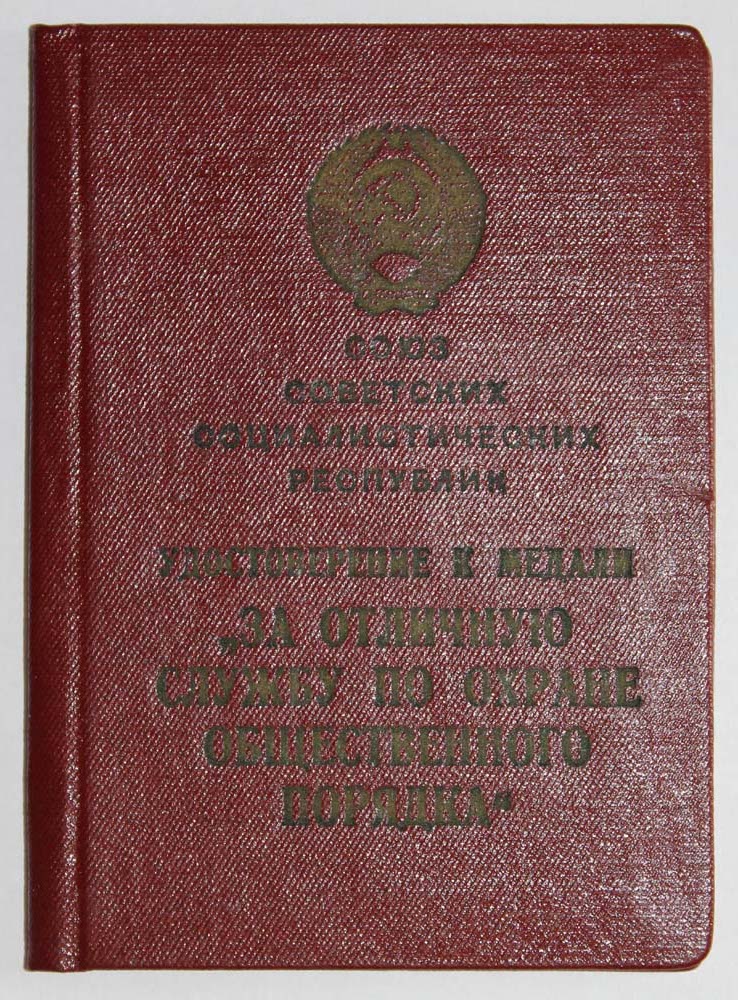 СОЮЗ
СОВЕТСКИХ
СОЦИАЛИСТИЧЕСКИХ
РЕСПУБЛИК
УДОСТОВЕРЕНИЕ К МЕДАЛИ
„ЗА ОТЛИЧНУЮ
СЛУЖБУ ПО ОХРАНЕ
ОБЩЕСТВЕННОГО
ПОРЯДКА“